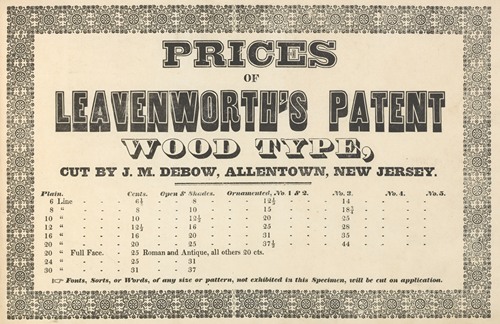 PRICES
OF
LEAVENWORTH'S PATENT
WOOD TYPE,
CUT BY J. M. DEBOW, ALLENTOWN, NEW JERSEY.
Plain. Cents. Open & Shades. Ornamented, No. 1 & 2. No. 3. No. 4. No. 5.
6 Line - - 6½ - - 8 - - 12½ - - 14
8 " - - 8 - - 10 - - 15 - - 18¾
10 " - - 10 - - 12½ - - 20 - - 25
12 " - - 12½ - - 16 - - 25 - - 28
16 " - - 16 - - 20 - - 31 - - 35
20 " - - 20 - - 25 - - 37½ - - 44
20 " Full Face. - 25 Roman and Antique, all others 20 cts.
24 " - - 25 - - 31
30 " - - 31 - - 37
☞ Fonts, Sorts, or Words, of any size or pattern, not exhibited in this Specimen, will be cut on application.